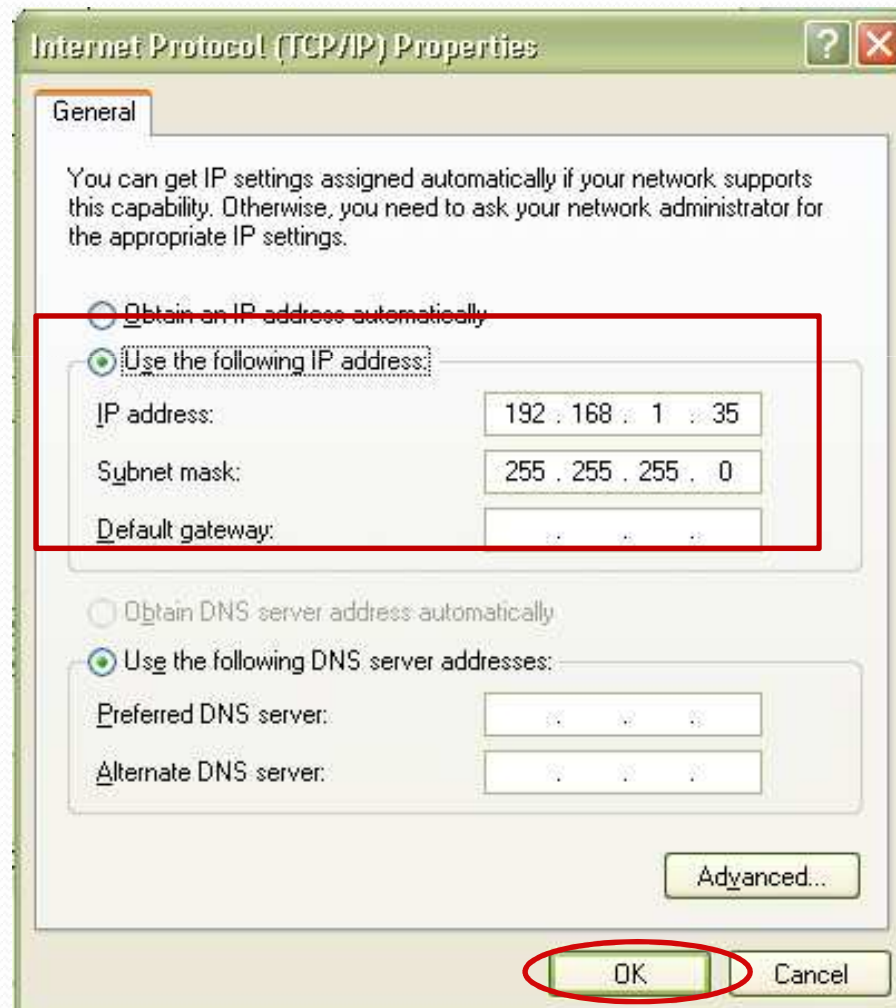 Internet Protocol (TCP/IP) Properties
General
You can get IP settings assigned automatically if your network supports
this capability. Otherwise, you need to ask your network administrator for
the appropriate IP settings.
Obtain an IP address automatically
Use the following IP address:
IP address: 192 . 168 . 1 . 35
Subnet mask: 255 . 255 . 255 . 0
Default gateway: . . .
Obtain DNS server address automatically
Use the following DNS server addresses:
Preferred DNS server: . . .
Alternate DNS server: . . .
Advanced...
OK Cancel